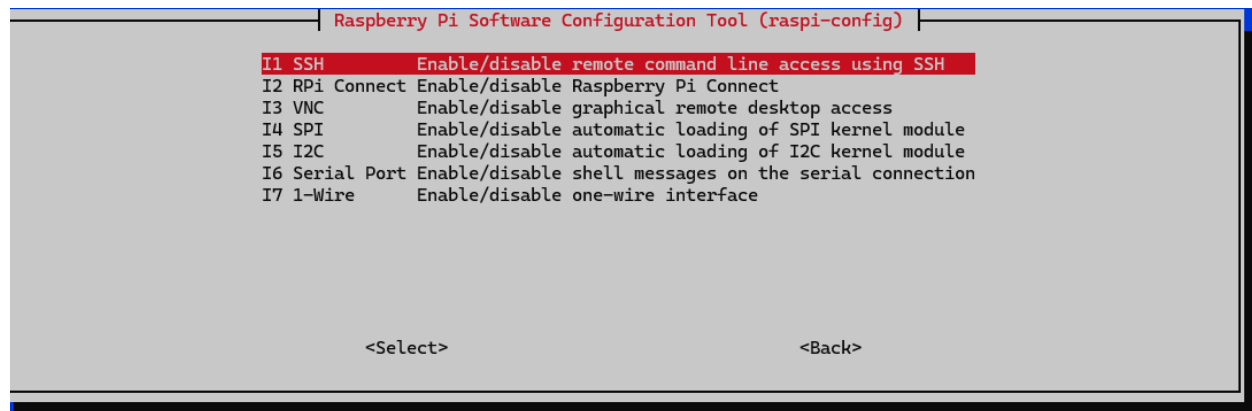 Raspberry Pi Software Configuration Tool (raspi-config)
I1 SSH Enable/disable remote command line access using SSH
I2 RPi Connect Enable/disable Raspberry Pi Connect
I3 VNC Enable/disable graphical remote desktop access
I4 SPI Enable/disable automatic loading of SPI kernel module
I5 I2C Enable/disable automatic loading of I2C kernel module
I6 Serial Port Enable/disable shell messages on the serial connection
I7 1-Wire Enable/disable one-wire interface
<Select> <Back>